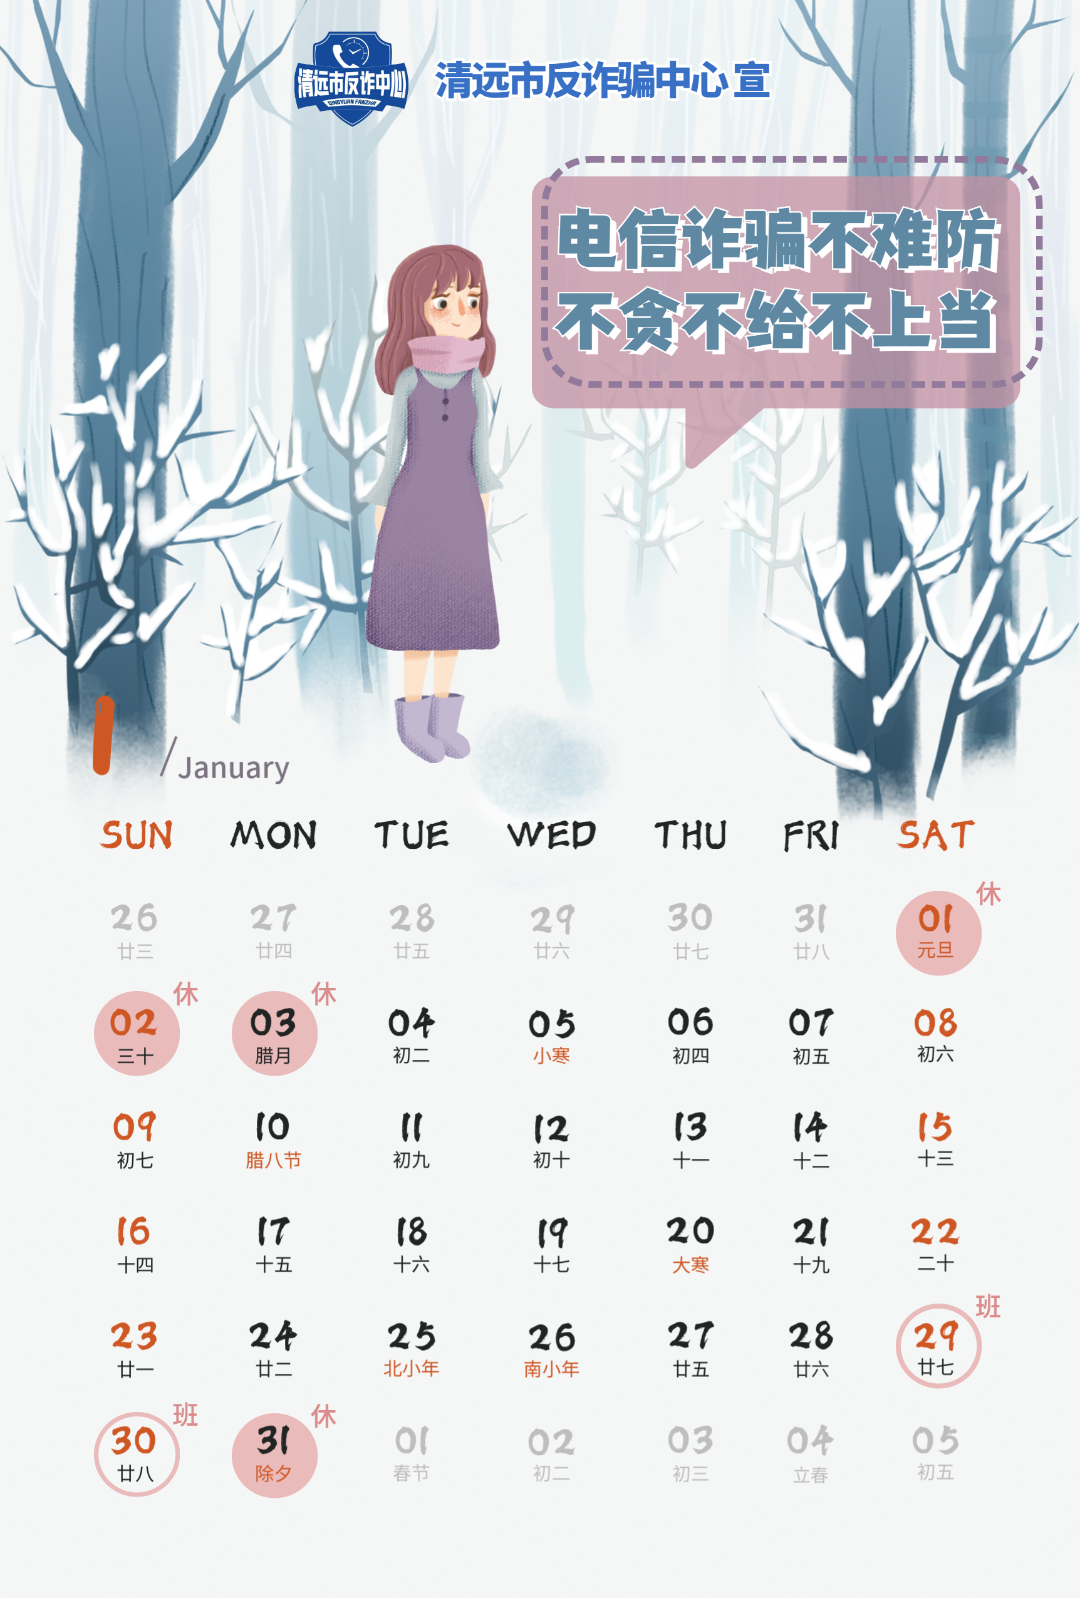 清远市反诈中心
QINGYUAN FANZHA
清远市反诈骗中心 宣
电信诈骗不难防
不贪不给不上当
1 /January
SUN MON TUE WED THU FRI SAT
休
26 27 28 29 30 31 01
廿三 廿四 廿五 廿六 廿七 廿八 元旦
休 休
02 03 04 05 06 07 08
三十 腊月 初二 小寒 初四 初五 初六
09 10 11 12 13 14 15
初七 腊八节 初九 初十 十一 十二 十三
16 17 18 19 20 21 22
十四 十五 十六 十七 大寒 十九 二十
班
23 24 25 26 27 28 29
廿一 廿二 北小年 南小年 廿五 廿六 廿七
班 休
30 31 01 02 03 04 05
廿八 除夕 春节 初二 初三 立春 初五